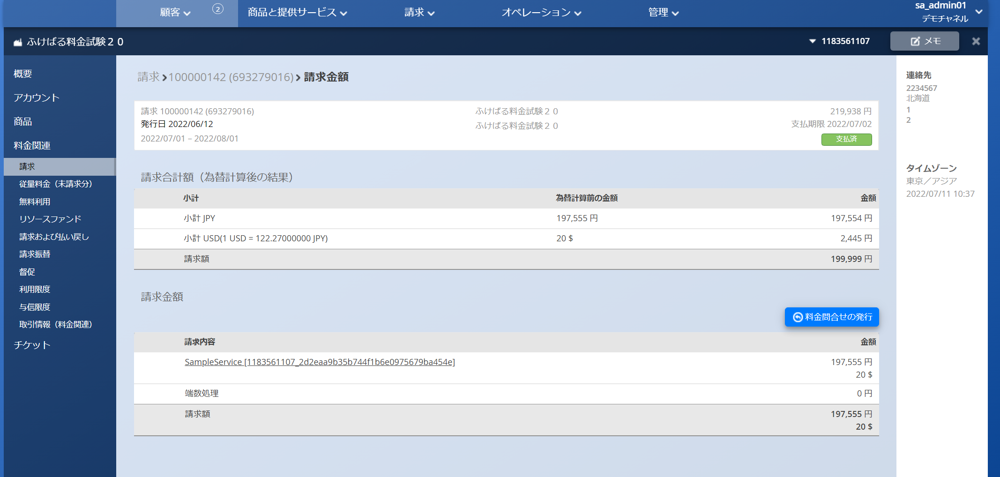 顧客
2
商品と提供サービス
請求
オペレーション
管理
sa_admin01
デモチャネル
ふけばる料金試験２０
1183561107
メモ
概要
アカウント
商品
料金関連
請求
従量料金（未請求分）
無料利用
リソースファンド
請求および払い戻し
請求振替
督促
利用限度
与信限度
取引情報（料金関連）
チケット
請求 100000142 (693279016) 請求金額
請求 100000142 (693279016)
発行日 2022/06/12
2022/07/01 – 2022/08/01
ふけばる料金試験２０
ふけばる料金試験２０
219,938 円
支払期限 2022/07/02
支払済
請求合計額（為替計算後の結果）
小計 為替計算前の金額 金額
小計 JPY 197,555 円 197,554 円
小計 USD(1 USD = 122.27000000 JPY) 20 $ 2,445 円
請求額 199,999 円
請求金額
料金問合せの発行
請求内容 金額
SampleService [1183561107_2d2eaa9b35b744f1b6e0975679ba454e] 197,555 円
20 $
端数処理 0 円
請求額 197,555 円
20 $
連絡先
2234567
北海道
1
2
タイムゾーン
東京／アジア
2022/07/11 10:37